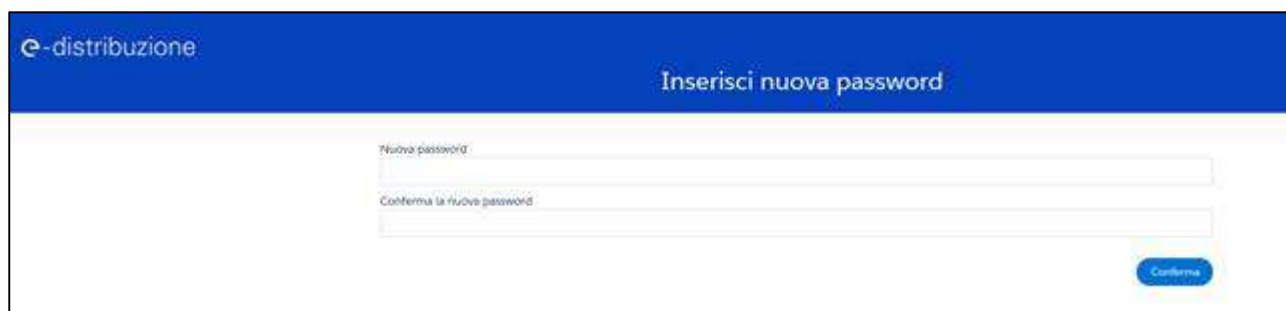 e-distribuzione
Inserisci nuova password
Nuova password
Conferma la nuova password
Conferma